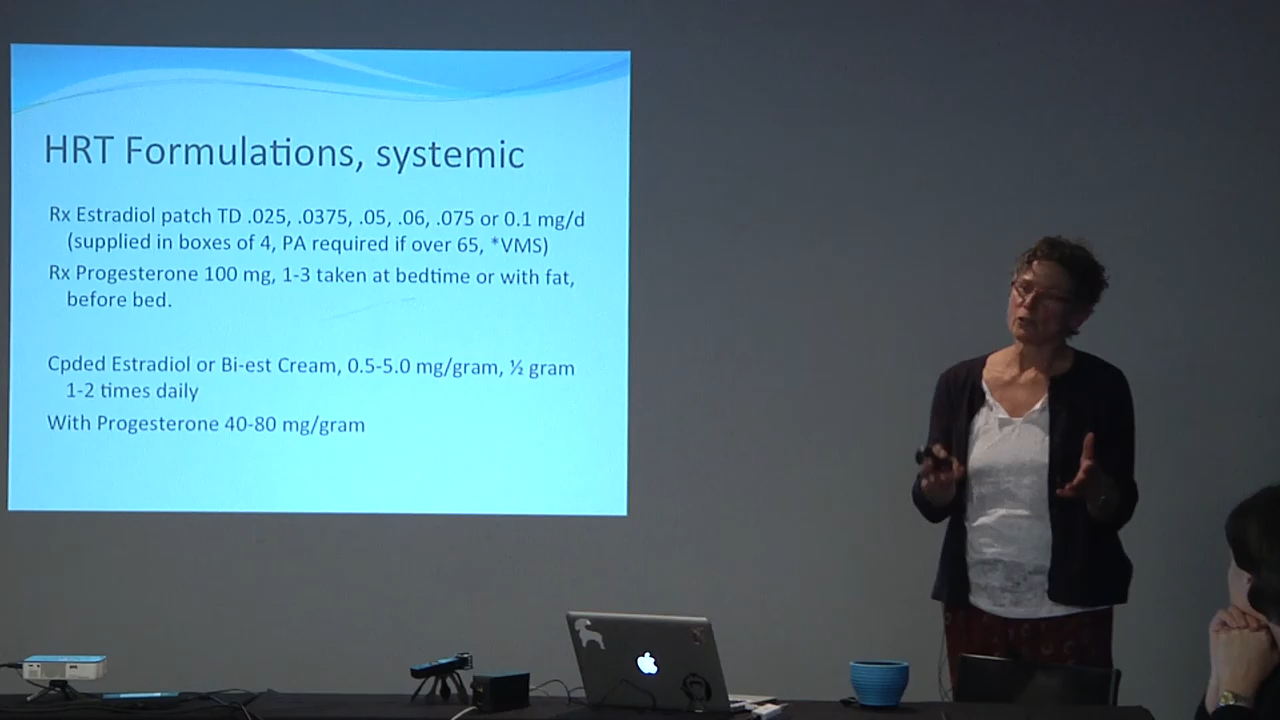 HRT Formulations, systemic
Rx Estradiol patch TD .025, .0375, .05, .06, .075 or 0.1 mg/d
(supplied in boxes of 4, PA required if over 65, *VMS)
Rx Progesterone 100 mg, 1-3 taken at bedtime or with fat,
before bed.
Cpded Estradiol or Bi-est Cream, 0.5-5.0 mg/gram, ½ gram
1-2 times daily
With Progesterone 40-80 mg/gram